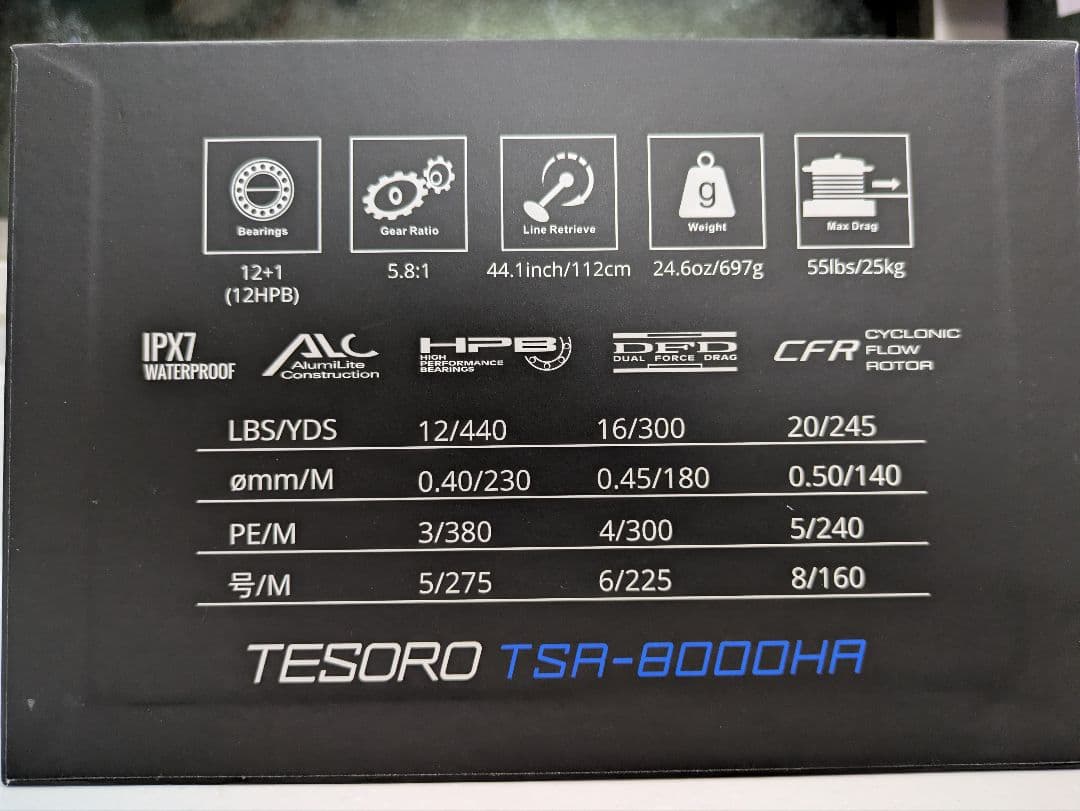 Bearings Gear Ratio Line Retrieve Weight Max Drag
g
12+1 5.8:1 44.1inch/112cm 24.6oz/697g 55lbs/25kg
(12HPB)
IPX7 WATERPROOF
ALC AlumiLite Construction
HPB HIGH PERFORMANCE BEARINGS
DFD DUAL FORCE DRAG
CFR CYCLONIC FLOW ROTOR
LBS/YDS 12/440 16/300 20/245
ømm/M 0.40/230 0.45/180 0.50/140
PE/M 3/380 4/300 5/240
号/M 5/275 6/225 8/160
TESORO TSR-8000HA